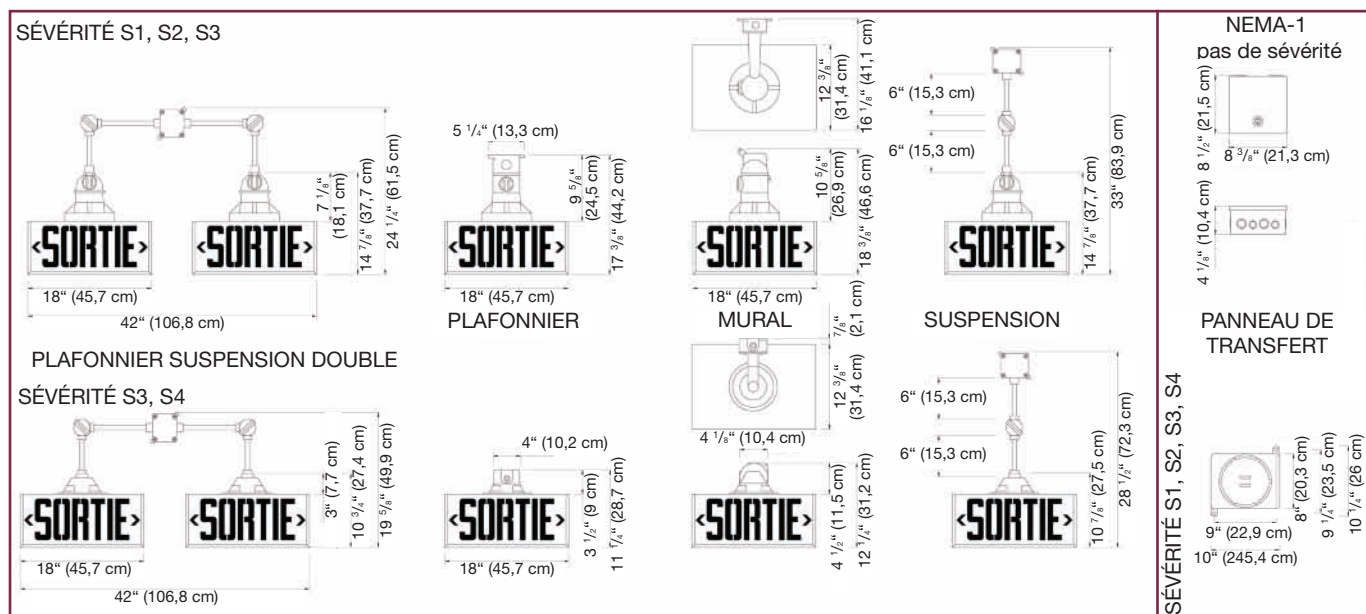 SÉVÉRITÉ S1, S2, S3
7 1/8“
(18,1 cm)
14 7/8“ (37,7 cm)
24 1/4“ (61,5 cm)
<SORTIE>
<SORTIE>
18“ (45,7 cm)
42“ (106,8 cm)
PLAFONNIER SUSPENSION DOUBLE
5 1/4“ (13,3 cm)
9 5/8“
(24,5 cm)
17 3/8“ (44,2 cm)
<SORTIE>
18“ (45,7 cm)
PLAFONNIER
12 3/8“
(31,4 cm)
16 1/8“ (41,1 cm)
10 5/8“
(26,9 cm)
18 3/8“ (46,6 cm)
<SORTIE>
18“ (45,7 cm)
MURAL
6“ (15,3 cm)
6“ (15,3 cm)
14 7/8“ (37,7 cm)
33“ (83,9 cm)
<SORTIE>
SUSPENSION
SÉVÉRITÉ S3, S4
3“ (7,7 cm)
10 3/4“ (27,4 cm)
19 5/8“ (49,9 cm)
<SORTIE>
<SORTIE>
18“ (45,7 cm)
42“ (106,8 cm)
4“ (10,2 cm)
3 1/2“ (9 cm)
11 1/4“ (28,7 cm)
<SORTIE>
18“ (45,7 cm)
7/8“
(2,1 cm)
12 3/8“
(31,4 cm)
4 1/8“ (10,4 cm)
4 1/2“ (11,5 cm)
12 1/4“ (31,2 cm)
<SORTIE>
6“ (15,3 cm)
6“ (15,3 cm)
10 7/8“ (27,5 cm)
28 1/2“ (72,3 cm)
<SORTIE>
NEMA-1
pas de sévérité
8 1/2“ (21,5 cm)
8 3/8“ (21,3 cm)
4 1/8“ (10,4 cm)
PANNEAU DE
TRANSFERT
SÉVÉRITÉ S1, S2, S3, S4
8“ (20,3 cm)
9 1/4“ (23,5 cm)
10 1/4“ (26 cm)
9“ (22,9 cm)
10“ (245,4 cm)